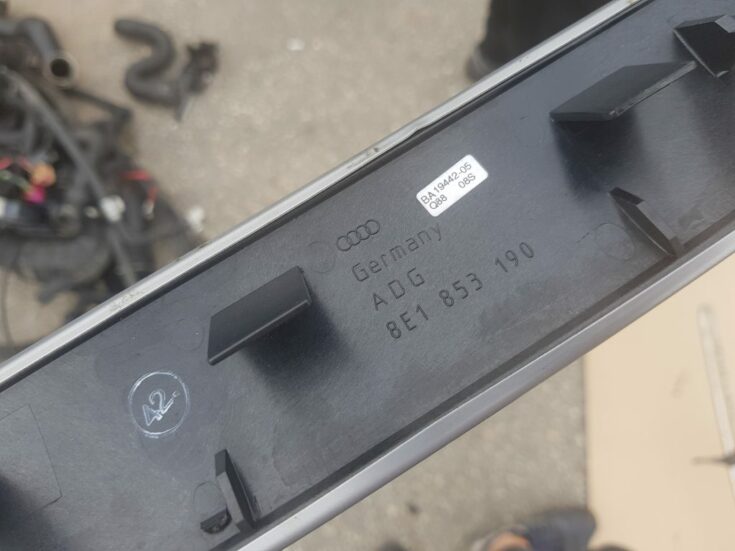 BA19442-05
Q88 08S
Germany
ADG
8E1 853 190
42